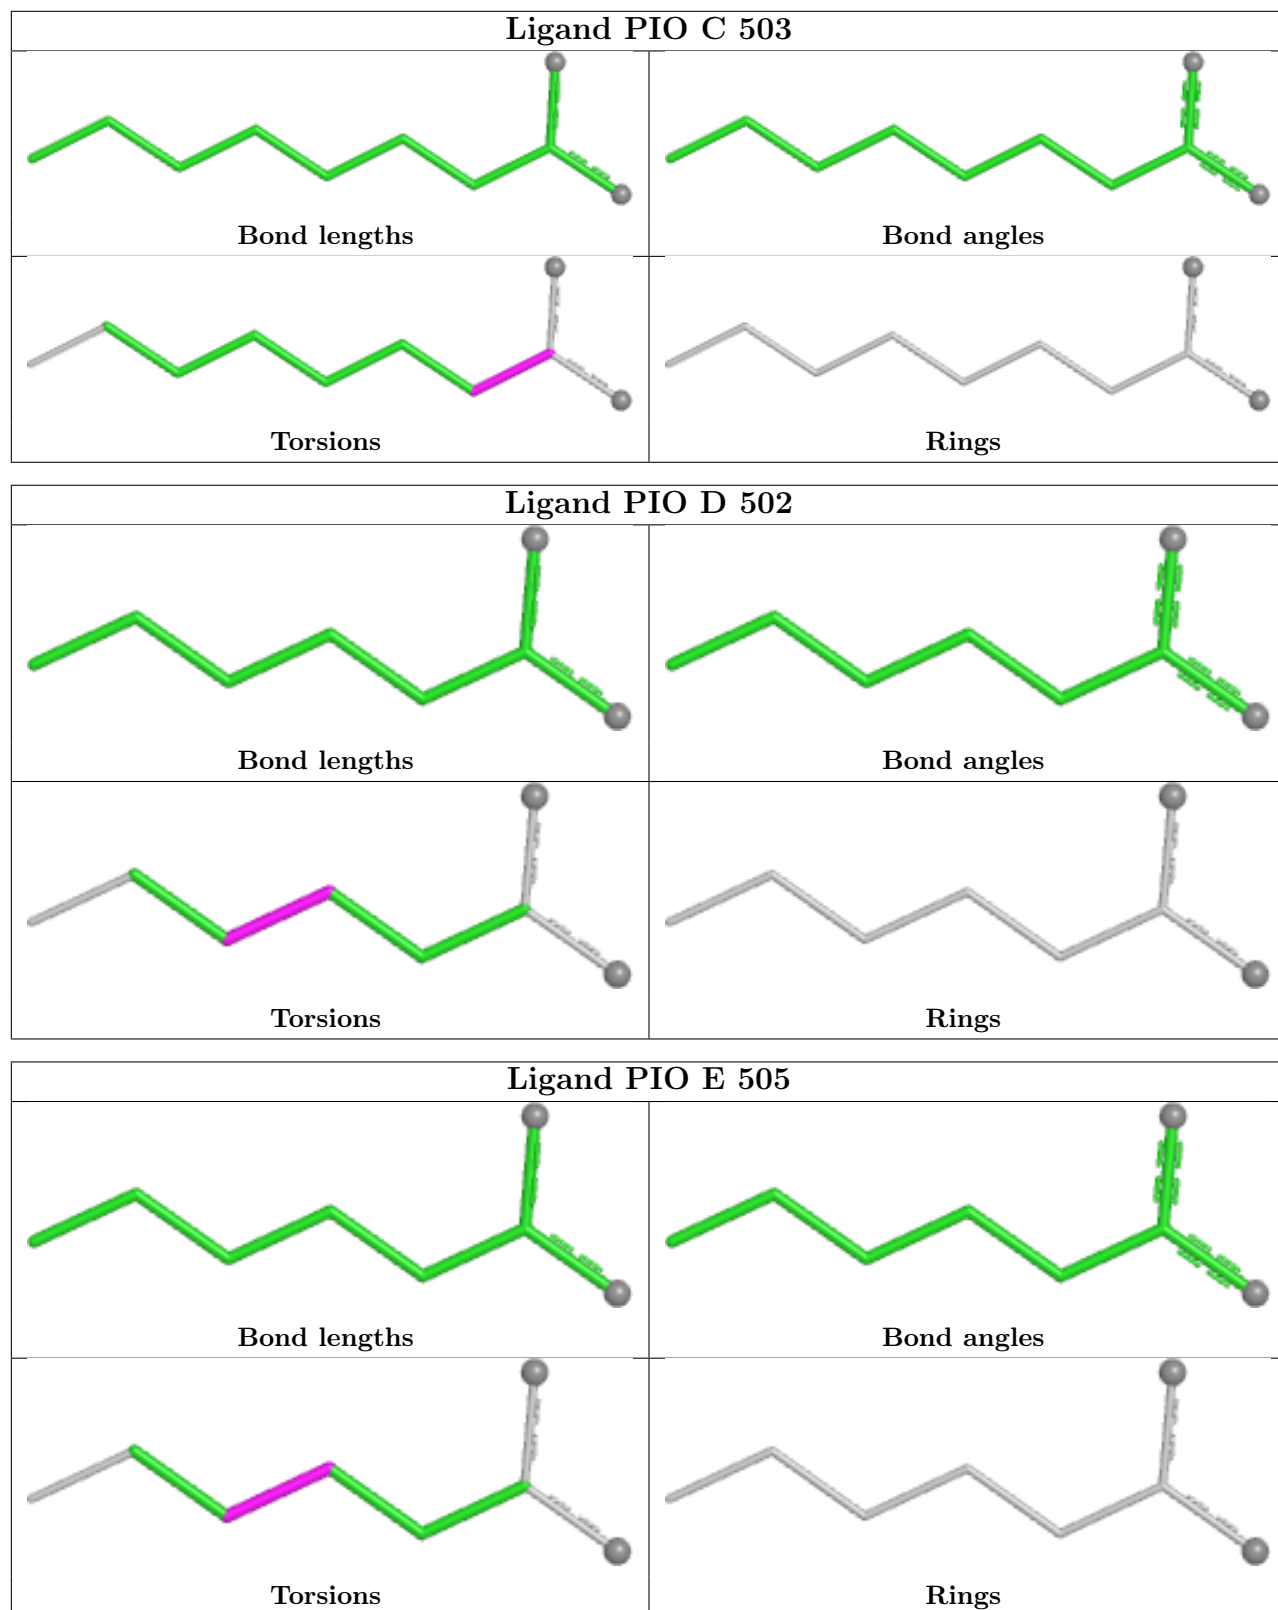 Ligand PIO C 503
Bond lengths
Bond angles
Torsions
Rings
Ligand PIO D 502
Bond lengths
Bond angles
Torsions
Rings
Ligand PIO E 505
Bond lengths
Bond angles
Torsions
Rings